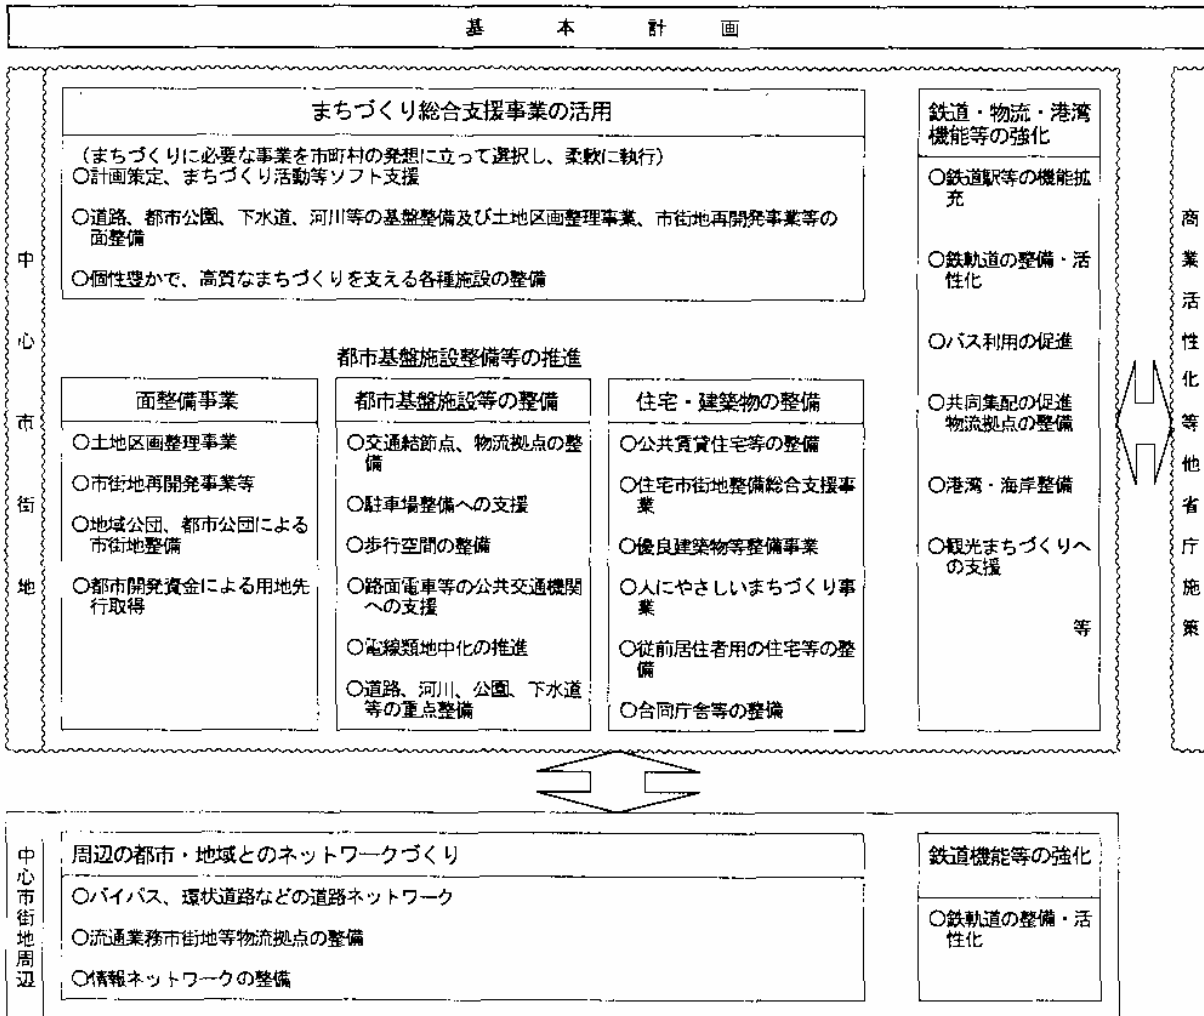 基本計画
中心市街地
まちづくり総合支援事業の活用
(まちづくりに必要な事業を市町村の発想に立って選択し、柔軟に執行)
○計画策定、まちづくり活動等ソフト支援
○道路、都市公園、下水道、河川等の基盤整備及び土地区画整理事業、市街地再開発事業等の
面整備
○個性豊かで、高質なまちづくりを支える各種施設の整備
都市基盤施設整備等の推進
面整備事業
○土地区画整理事業
○市街地再開発事業等
○地域公団、都市公団による
市街地整備
○都市開発資金による用地先
行取得
都市基盤施設等の整備
○交通結節点、物流拠点の整
備
○駐車場整備への支援
○歩行空間の整備
○路面電車等の公共交通機関
への支援
○電線類地中化の推進
○道路、河川、公園、下水道
等の重点整備
住宅・建築物の整備
○公共賃貸住宅等の整備
○住宅市街地整備総合支援事
業
○優良建築物等整備事業
○人にやさしいまちづくり事
業
○従前居住者用の住宅等の整
備
○合同庁舎等の整備
鉄道・物流・港湾
機能等の強化
○鉄道駅等の機能拡
充
○鉄軌道の整備・活
性化
○バス利用の促進
○共同集配の促進
物流拠点の整備
○港湾・海岸整備
○観光まちづくりへ
の支援
等
商業活性化等他省庁施策
中心市街地周辺
周辺の都市・地域とのネットワークづくり
○バイパス、環状道路などの道路ネットワーク
○流通業務市街地等物流拠点の整備
○情報ネットワークの整備
鉄道機能等の強化
○鉄軌道の整備・活
性化